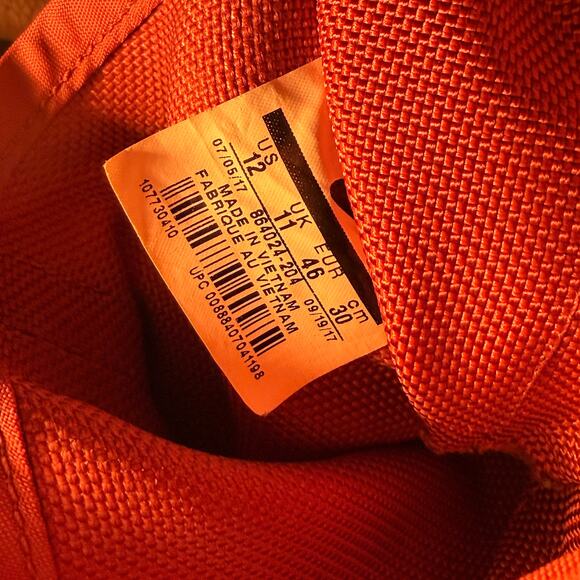 US UK EUR cm
12 11 46 30
07/05/17 864024-204 09/19/17
MADE IN VIETNAM
FABRIQUE AU VIETNAM
107730410
UPC 00888407041198